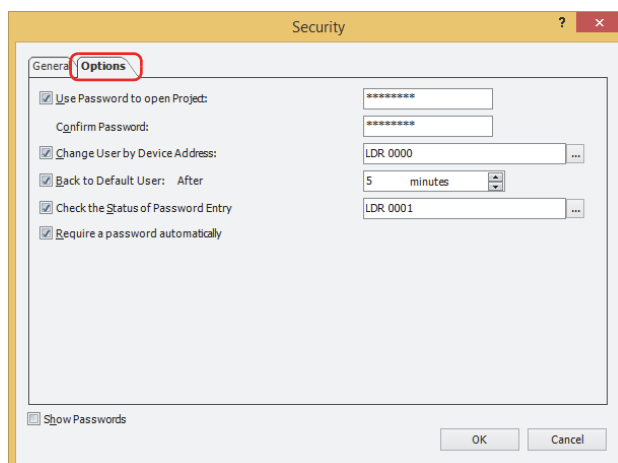 Security
? ×
General Options
Use Password to open Project: ********
Confirm Password: ********
Change User by Device Address: LDR 0000 ...
Back to Default User: After 5 minutes
Check the Status of Password Entry LDR 0001 ...
Require a password automatically
Show Passwords
OK Cancel